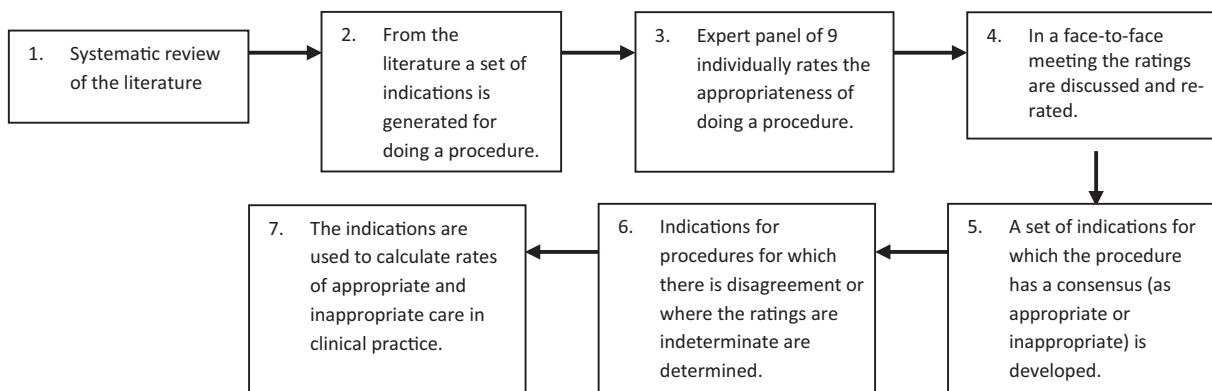 1. Systematic review
of the literature
2. From the
literature a set of
indications is
generated for
doing a procedure.
3. Expert panel of 9
individually rates the
appropriateness of
doing a procedure.
4. In a face-to-face
meeting the ratings
are discussed and re-
rated.
5. A set of indications for
which the procedure
has a consensus (as
appropriate or
inappropriate) is
developed.
6. Indications for
procedures for which
there is disagreement or
where the ratings are
indeterminate are
determined.
7. The indications are
used to calculate rates
of appropriate and
inappropriate care in
clinical practice.